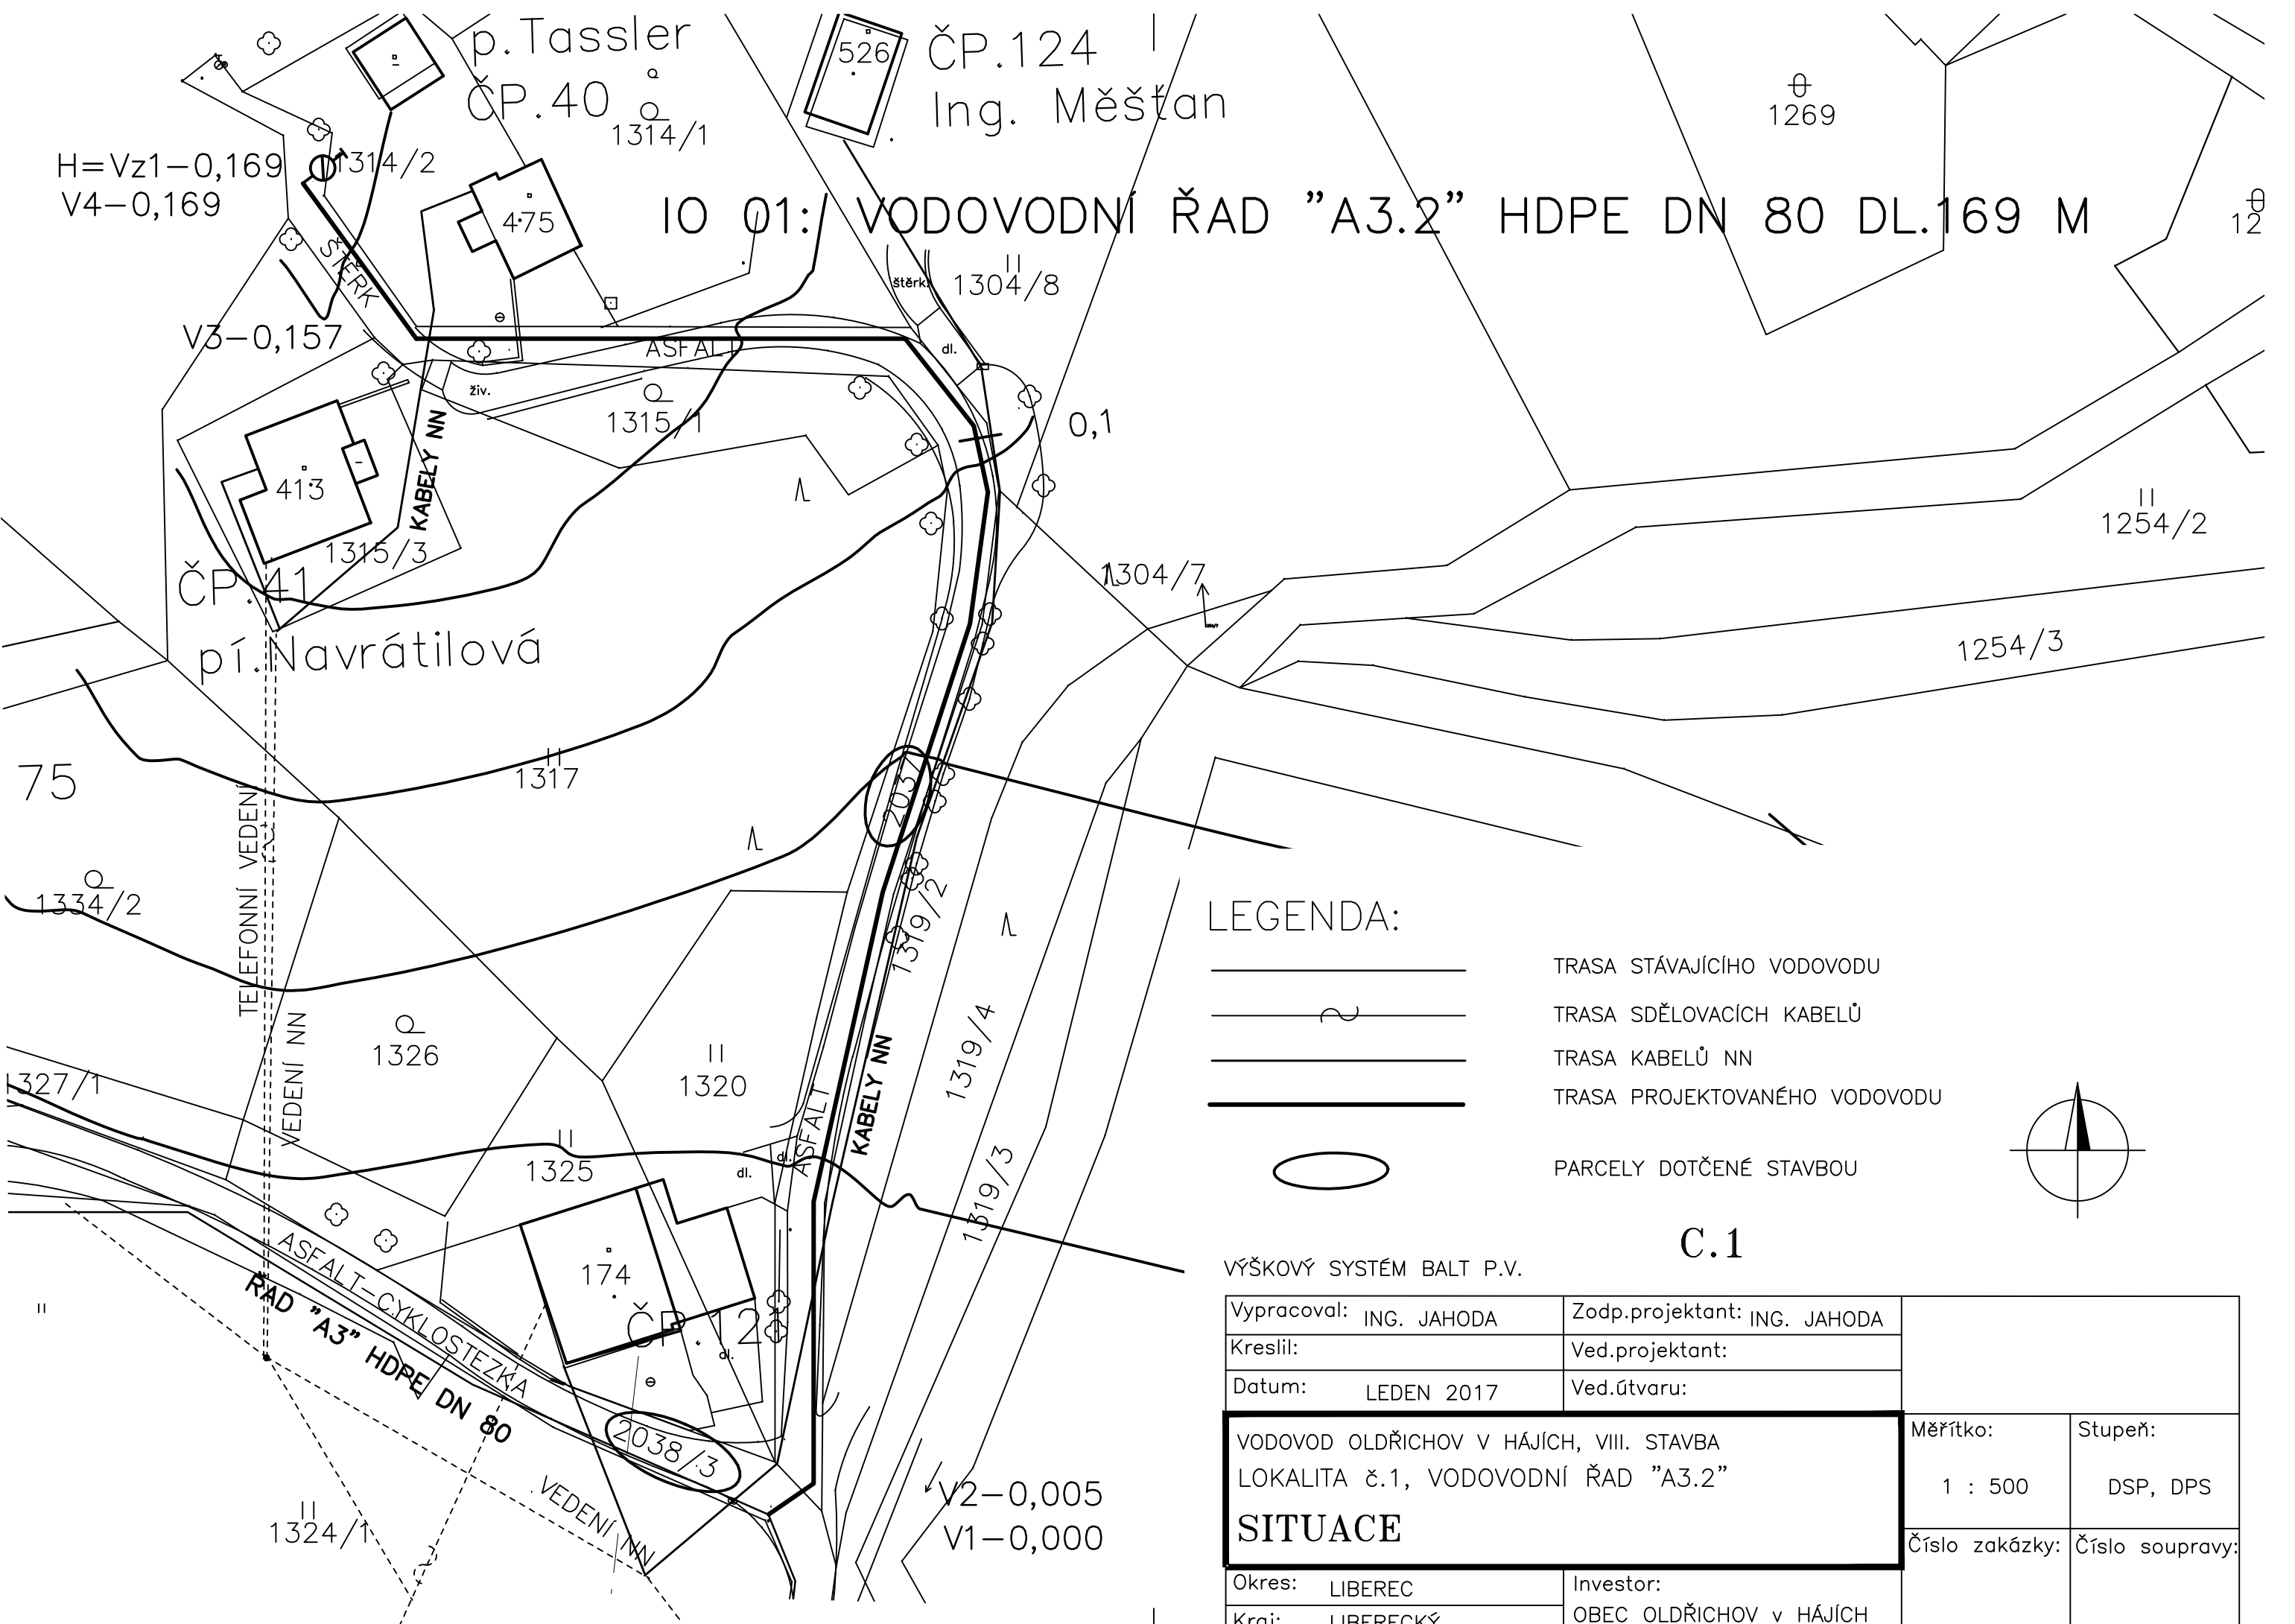 p.Tassler
ČP.40
1314/1
526
ČP.124
Ing. Měšťan
1269
H=Vz1-0,169
V4-0,169
1314/2
475
IO 01: VODOVODNÍ ŘAD "A3.2" HDPE DN 80 DL.169 M
12
ŠTĚRK
štěrk.
1304/8
V3-0,157
ASFALT
dl.
živ.
1315/1
0,1
KABELY NN
413
1315/3
ČP.41
pí.Navrátilová
1254/2
1304/7
1254/3
75
1317
TELEFONNÍ VEDENÍ
1334/2
1319/2
VEDENÍ NN
1326
1327/1
1320
1325
ASFALT
KABELY NN
dl.
dl.
1319/4
1319/3
174
ČP.12
dl.
ASFALT-CYKLOSTEZKA
ŘAD "A3" HDPE DN 80
2038/3
VEDENÍ NN
1324/1
V2-0,005
V1-0,000
LEGENDA:
TRASA STÁVAJÍCÍHO VODOVODU
TRASA SDĚLOVACÍCH KABELŮ
TRASA KABELŮ NN
TRASA PROJEKTOVANÉHO VODOVODU
PARCELY DOTČENÉ STAVBOU
C.1
VÝŠKOVÝ SYSTÉM BALT P.V.
Vypracoval: ING. JAHODA
Zodp.projektant: ING. JAHODA
Kreslil:
Ved.projektant:
Datum: LEDEN 2017
Ved.útvaru:
VODOVOD OLDŘICHOV V HÁJÍCH, VIII. STAVBA
LOKALITA č.1, VODOVODNÍ ŘAD "A3.2"
SITUACE
Měřítko:
1 : 500
Stupeň:
DSP, DPS
Číslo zakázky:
Číslo soupravy:
Okres: LIBEREC
Investor:
Kraj: LIBERECKÝ
OBEC OLDŘICHOV v HÁJÍCH